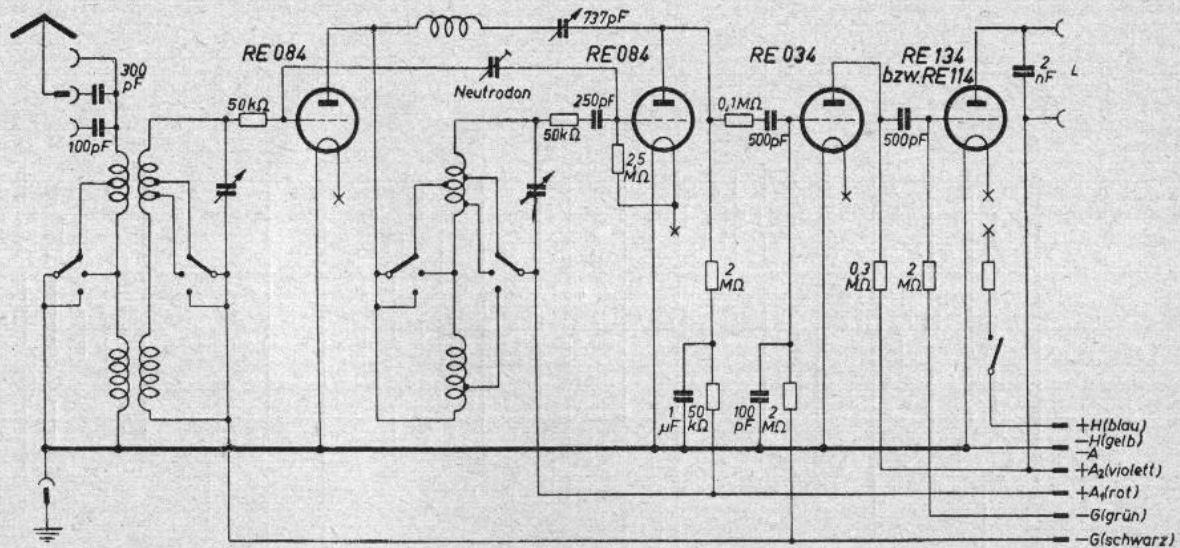 737pF
RE 084
RE 084
RE 034
RE 134
bzw. RE 114
2
nF
L
300
pF
Neutrodon
50kΩ
250pF
0,1MΩ
100pF
50kΩ
500pF
500pF
2,5
MΩ
2
MΩ
0,3
MΩ
2
MΩ
1
µF
50
kΩ
100
pF
2
MΩ
+H(blau)
−H(gelb)
−A
+A₂(violett)
+A₁(rot)
−G(grün)
−G(schwarz)